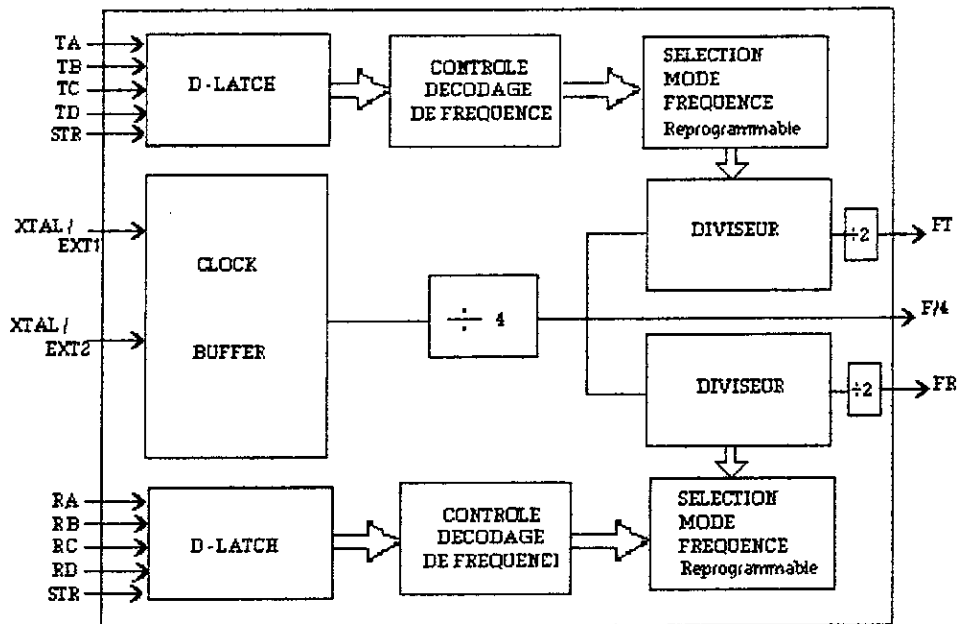 TA
TB
TC
TD
STR
D-LATCH
CONTROLE
DECODAGE
DE FREQUENCE
SELECTION
MODE
FREQUENCE
Reprogrammable
XTAL/
EXT1
XTAL/
EXT2
CLOCK
BUFFER
÷ 4
DIVISEUR
÷2
FT
F/4
DIVISEUR
÷2
FR
RA
RB
RC
RD
STR
D-LATCH
CONTROLE
DECODAGE
DE FREQUENCI
SELECTION
MODE
FREQUENCE
Reprogrammable